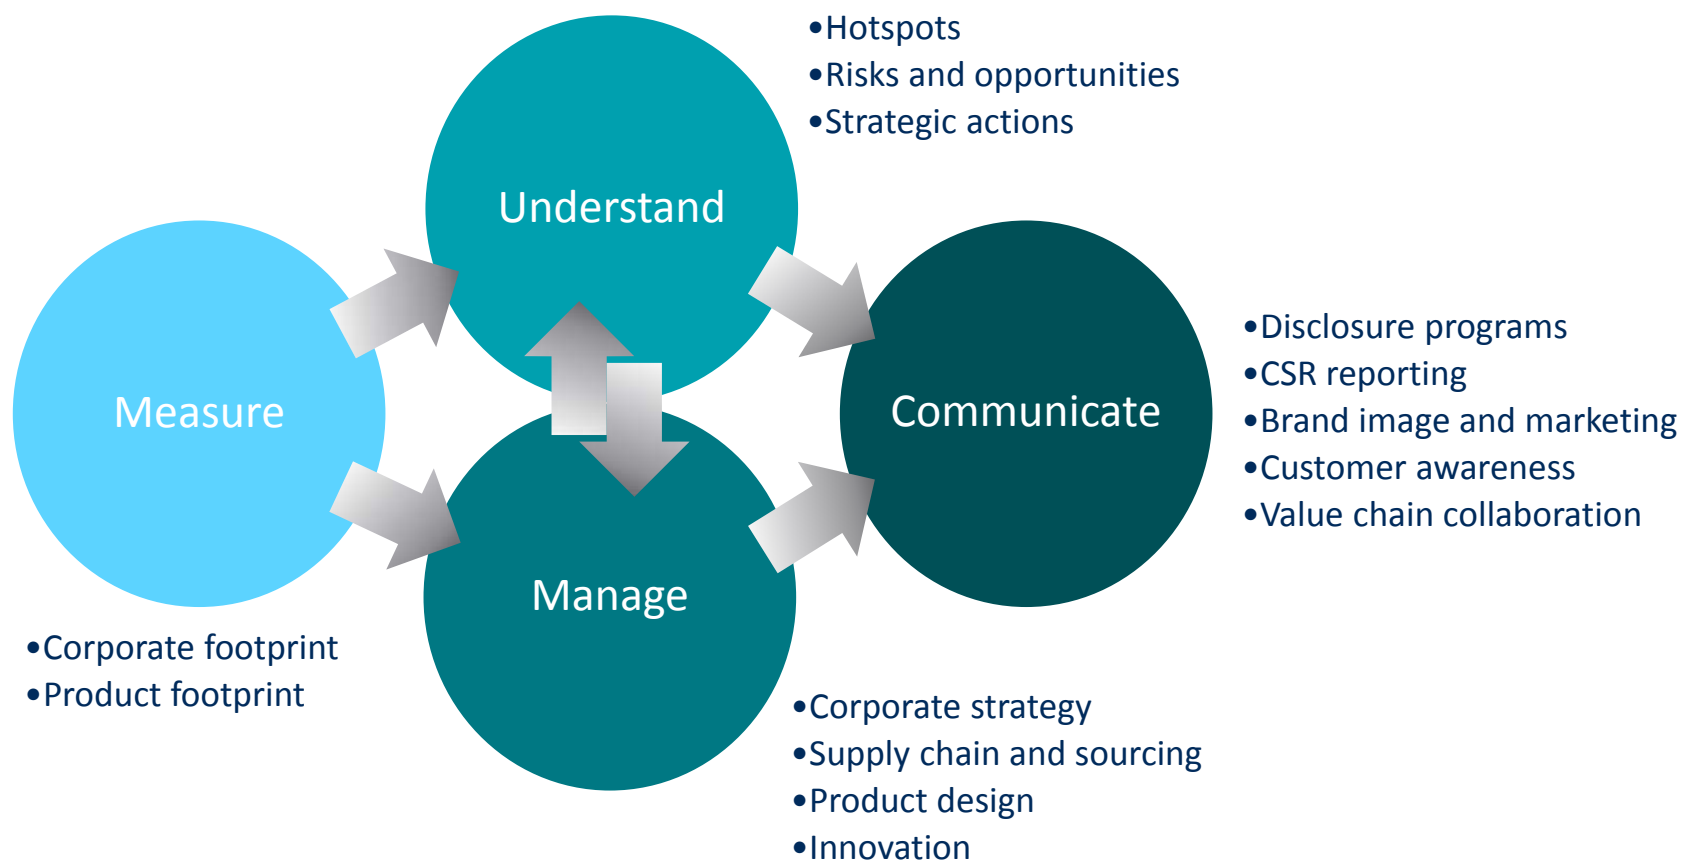 •Hotspots
•Risks and opportunities
•Strategic actions
Understand
Measure
Communicate
•Disclosure programs
•CSR reporting
•Brand image and marketing
•Customer awareness
•Value chain collaboration
Manage
•Corporate footprint
•Product footprint
•Corporate strategy
•Supply chain and sourcing
•Product design
•Innovation